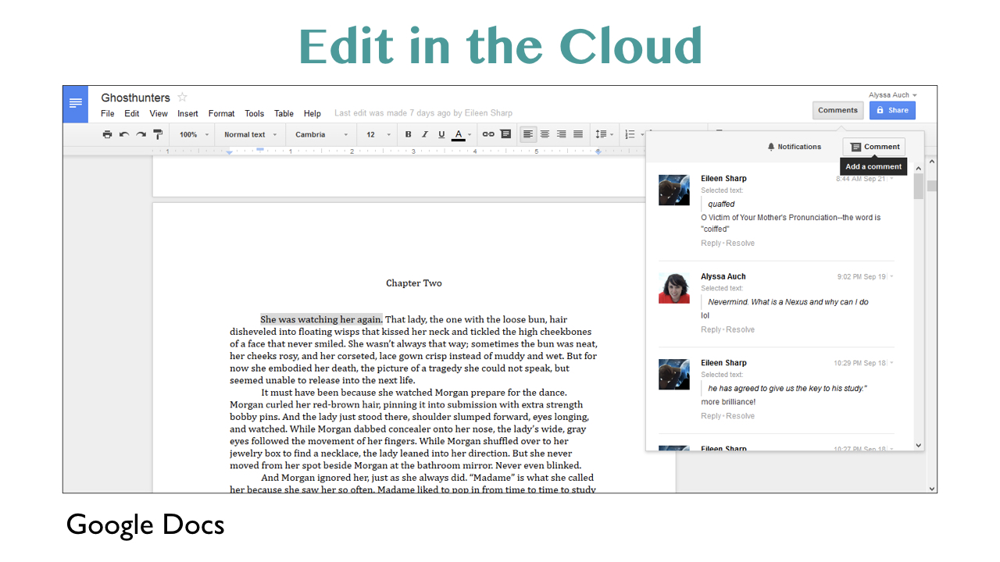 Edit in the Cloud
Ghosthunters
Alyssa Auch
File Edit View Insert Format Tools Table Help Last edit was made 7 days ago by Eileen Sharp
Comments Share
100% Normal text Cambria 12 B I U A
1 1 2 3 4 5 6
Notifications Comment
Add a comment
Eileen Sharp 8:44 AM Sep 21
Selected text:
quaffed
O Victim of Your Mother's Pronunciation--the word is
"coiffed"
Reply • Resolve
Alyssa Auch 9:02 PM Sep 19
Selected text:
Nevermind. What is a Nexus and why can I do
lol
Reply • Resolve
Eileen Sharp 10:29 PM Sep 18
Selected text:
he has agreed to give us the key to his study."
more brilliance!
Reply • Resolve
Eileen Sharp 10:27 PM Sep 18
Chapter Two
She was watching her again. That lady, the one with the loose bun, hair
disheveled into floating wisps that kissed her neck and tickled the high cheekbones
of a face that never smiled. She wasn't always that way; sometimes the bun was neat,
her cheeks rosy, and her corseted, lace gown crisp instead of muddy and wet. But for
now she embodied her death, the picture of a tragedy she could not speak, but
seemed unable to release into the next life.
It must have been because she watched Morgan prepare for the dance.
Morgan curled her red-brown hair, pinning it into submission with extra strength
bobby pins. And the lady just stood there, shoulder slumped forward, eyes longing,
and watched. While Morgan dabbed concealer onto her nose, the lady's wide, gray
eyes followed the movement of her fingers. While Morgan shuffled over to her
jewelry box to find a necklace, the lady leaned into her direction. But she never
moved from her spot beside Morgan at the bathroom mirror. Never even blinked.
And Morgan ignored her, just as she always did. "Madame" is what she called
her because she saw her so often. Madame liked to pop in from time to time to study
Google Docs